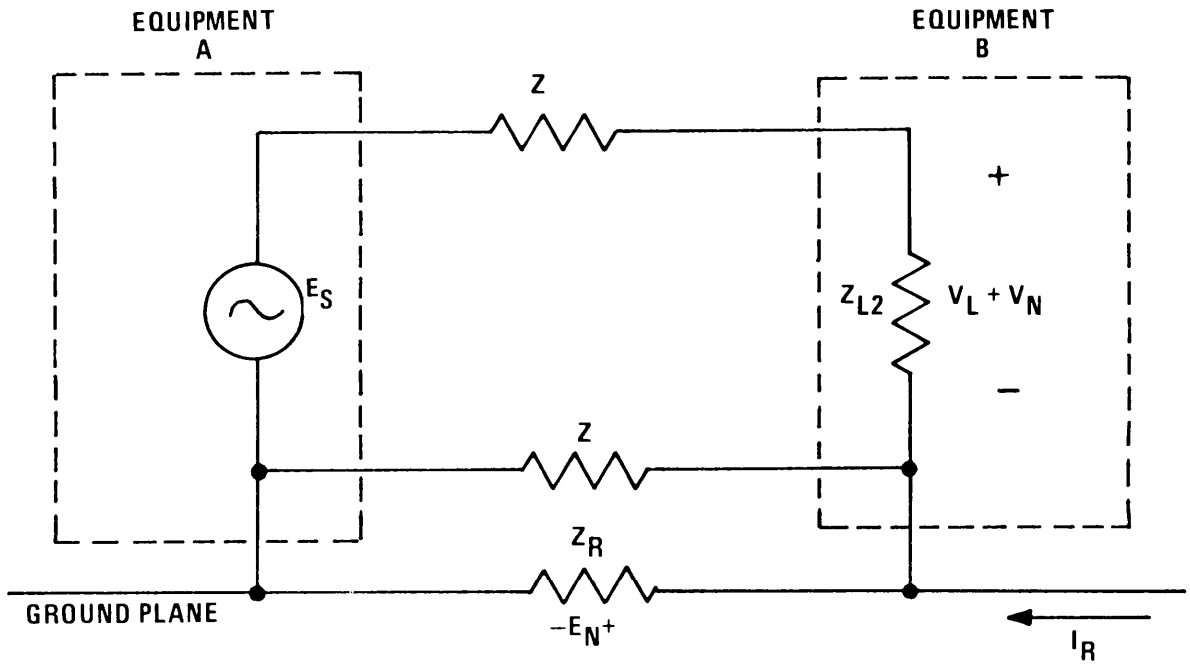 EQUIPMENT
A
EQUIPMENT
B
Z
+
E_S
Z_L2
V_L + V_N
−
Z
Z_R
GROUND PLANE
-E_N+
I_R